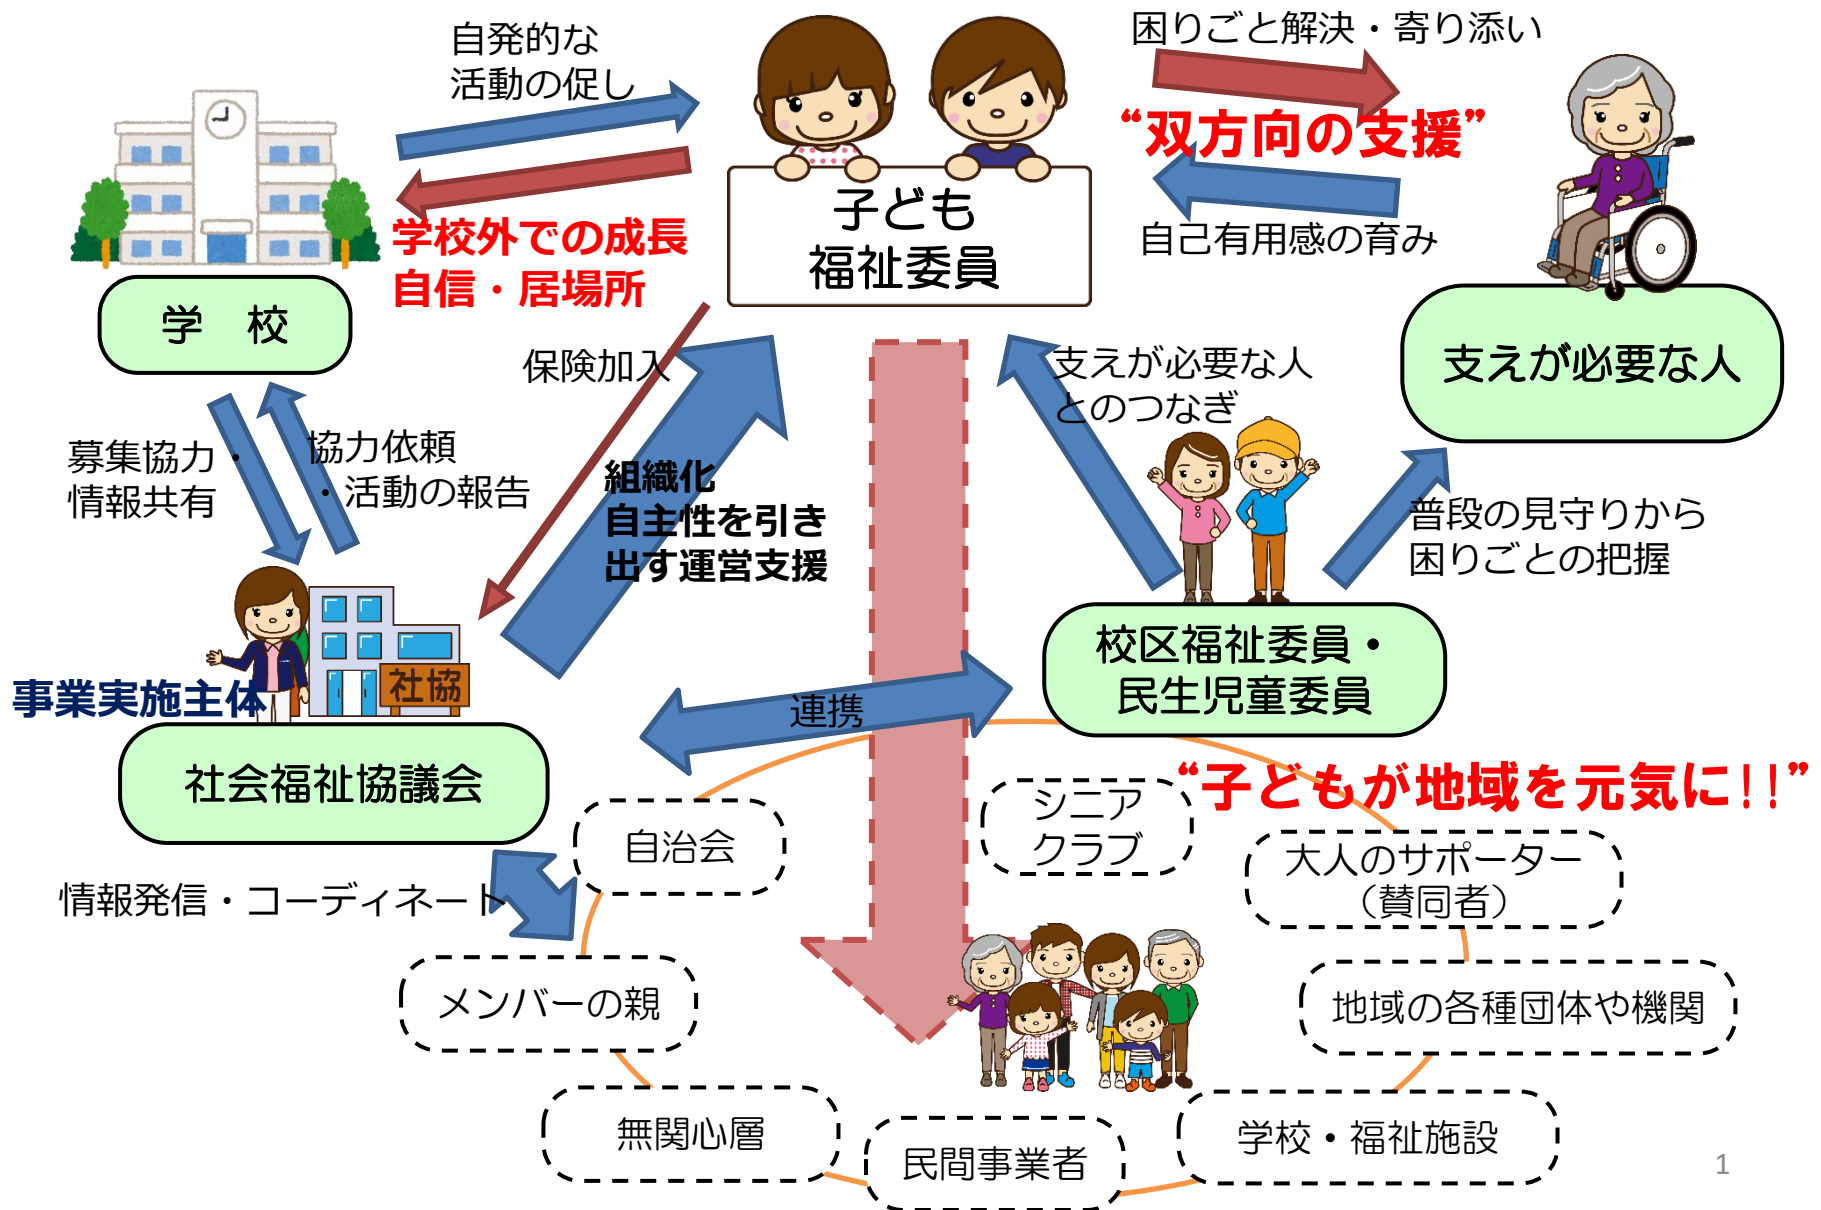 自発的な
活動の促し
困りごと解決・寄り添い
“双方向の支援”
自己有用感の育み
子ども
福祉委員
学校外での成長
自信・居場所
学　校
支えが必要な人
保険加入
支えが必要な人
とのつなぎ
募集協力・
情報共有
協力依頼
・活動の報告
組織化
自主性を引き
出す運営支援
普段の見守りから
困りごとの把握
校区福祉委員・
民生児童委員
社協
事業実施主体
連携
社会福祉協議会
“子どもが地域を元気に!!”
シニア
クラブ
自治会
大人のサポーター
（賛同者）
情報発信・コーディネート
メンバーの親
地域の各種団体や機関
無関心層
民間事業者
学校・福祉施設
1